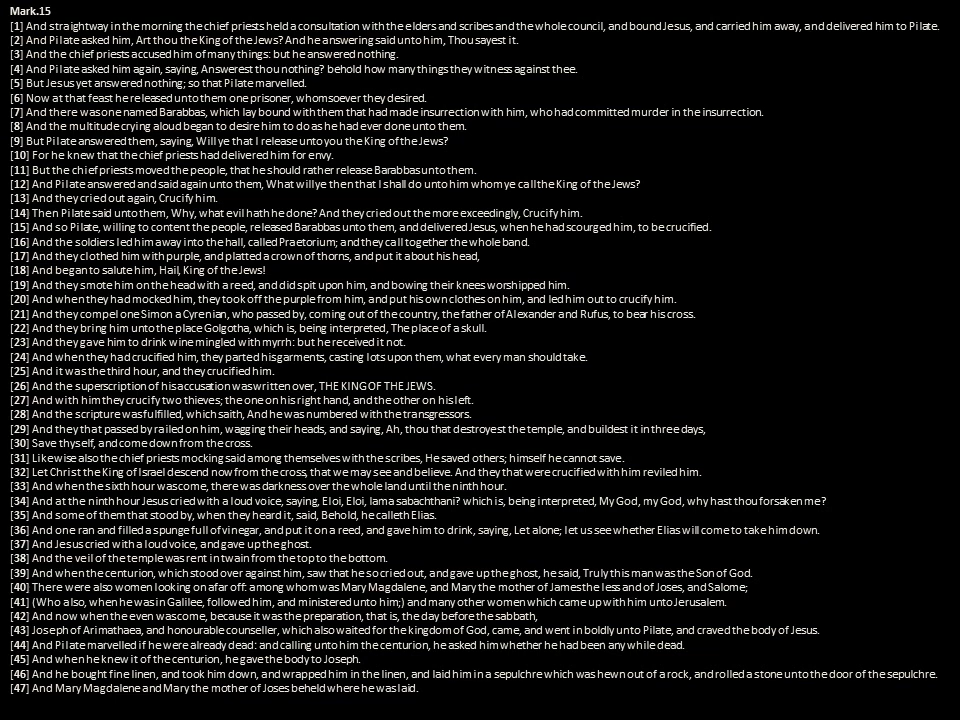 Mark.15
[1] And straightway in the morning the chief priests held a consultation with the elders and scribes and the whole council, and bound Jesus, and carried him away, and delivered him to Pilate.
[2] And Pilate asked him, Art thou the King of the Jews? And he answering said unto him, Thou sayest it.
[3] And the chief priests accused him of many things: but he answered nothing.
[4] And Pilate asked him again, saying, Answerest thou nothing? behold how many things they witness against thee.
[5] But Jesus yet answered nothing; so that Pilate marvelled.
[6] Now at that feast he released unto them one prisoner, whomsoever they desired.
[7] And there was one named Barabbas, which lay bound with them that had made insurrection with him, who had committed murder in the insurrection.
[8] And the multitude crying aloud began to desire him to do as he had ever done unto them.
[9] But Pilate answered them, saying, Will ye that I release unto you the King of the Jews?
[10] For he knew that the chief priests had delivered him for envy.
[11] But the chief priests moved the people, that he should rather release Barabbas unto them.
[12] And Pilate answered and said again unto them, What will ye then that I shall do unto him whom ye call the King of the Jews?
[13] And they cried out again, Crucify him.
[14] Then Pilate said unto them, Why, what evil hath he done? And they cried out the more exceedingly, Crucify him.
[15] And so Pilate, willing to content the people, released Barabbas unto them, and delivered Jesus, when he had scourged him, to be crucified.
[16] And the soldiers led him away into the hall, called Praetorium; and they call together the whole band.
[17] And they clothed him with purple, and platted a crown of thorns, and put it about his head,
[18] And began to salute him, Hail, King of the Jews!
[19] And they smote him on the head with a reed, and did spit upon him, and bowing their knees worshipped him.
[20] And when they had mocked him, they took off the purple from him, and put his own clothes on him, and led him out to crucify him.
[21] And they compel one Simon a Cyrenian, who passed by, coming out of the country, the father of Alexander and Rufus, to bear his cross.
[22] And they bring him unto the place Golgotha, which is, being interpreted, The place of a skull.
[23] And they gave him to drink wine mingled with myrrh: but he received it not.
[24] And when they had crucified him, they parted his garments, casting lots upon them, what every man should take.
[25] And it was the third hour, and they crucified him.
[26] And the superscription of his accusation was written over, THE KING OF THE JEWS.
[27] And with him they crucify two thieves; the one on his right hand, and the other on his left.
[28] And the scripture was fulfilled, which saith, And he was numbered with the transgressors.
[29] And they that passed by railed on him, wagging their heads, and saying, Ah, thou that destroyest the temple, and buildest it in three days,
[30] Save thyself, and come down from the cross.
[31] Likewise also the chief priests mocking said among themselves with the scribes, He saved others; himself he cannot save.
[32] Let Christ the King of Israel descend now from the cross, that we may see and believe. And they that were crucified with him reviled him.
[33] And when the sixth hour was come, there was darkness over the whole land until the ninth hour.
[34] And at the ninth hour Jesus cried with a loud voice, saying, Eloi, Eloi, lama sabachthani? which is, being interpreted, My God, my God, why hast thou forsaken me?
[35] And some of them that stood by, when they heard it, said, Behold, he calleth Elias.
[36] And one ran and filled a spunge full of vinegar, and put it on a reed, and gave him to drink, saying, Let alone; let us see whether Elias will come to take him down.
[37] And Jesus cried with a loud voice, and gave up the ghost.
[38] And the veil of the temple was rent in twain from the top to the bottom.
[39] And when the centurion, which stood over against him, saw that he so cried out, and gave up the ghost, he said, Truly this man was the Son of God.
[40] There were also women looking on afar off: among whom was Mary Magdalene, and Mary the mother of James the less and of Joses, and Salome;
[41] (Who also, when he was in Galilee, followed him, and ministered unto him;) and many other women which came up with him unto Jerusalem.
[42] And now when the even was come, because it was the preparation, that is, the day before the sabbath,
[43] Joseph of Arimathaea, and honourable counseller, which also waited for the kingdom of God, came, and went in boldly unto Pilate, and craved the body of Jesus.
[44] And Pilate marvelled if he were already dead: and calling unto him the centurion, he asked him whether he had been any while dead.
[45] And when he knew it of the centurion, he gave the body to Joseph.
[46] And he bought fine linen, and took him down, and wrapped him in the linen, and laid him in a sepulchre which was hewn out of a rock, and rolled a stone unto the door of the sepulchre.
[47] And Mary Magdalene and Mary the mother of Joses beheld where he was laid.